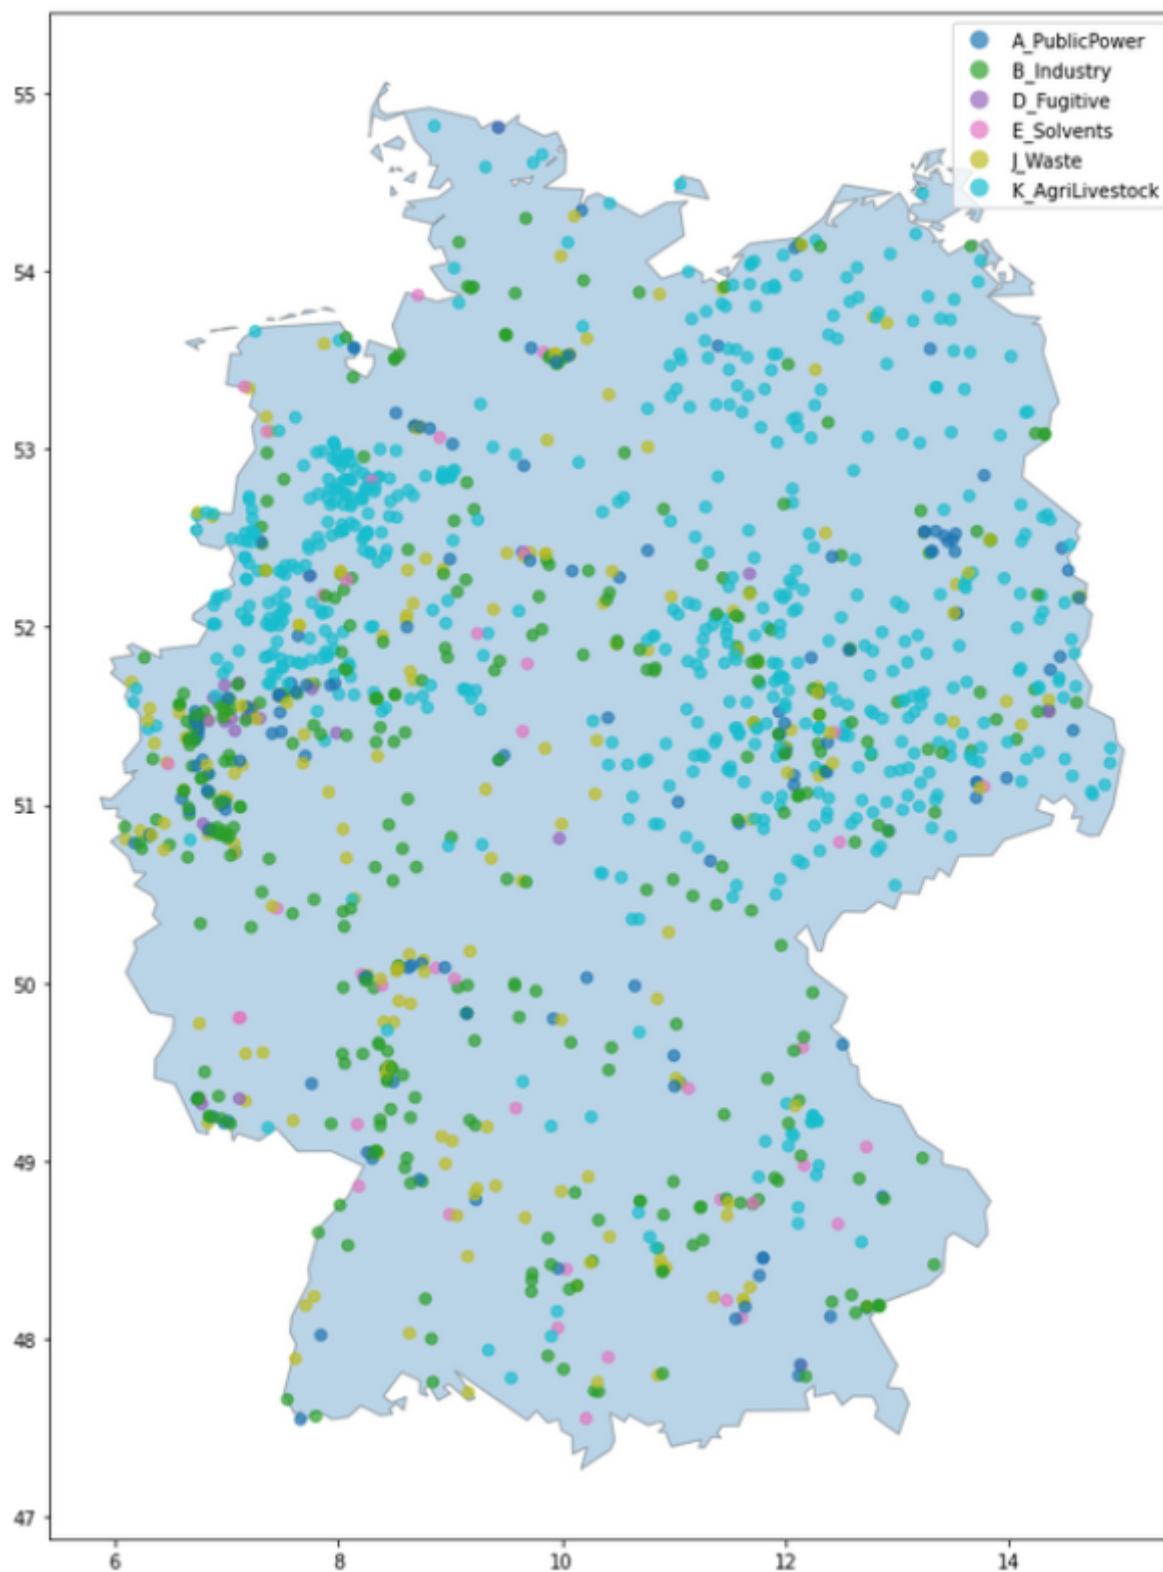 A_PublicPower
B_Industry
D_Fugitive
E_Solvents
J_Waste
K_AgriLivestock
55
54
53
52
51
50
49
48
47
6 8 10 12 14